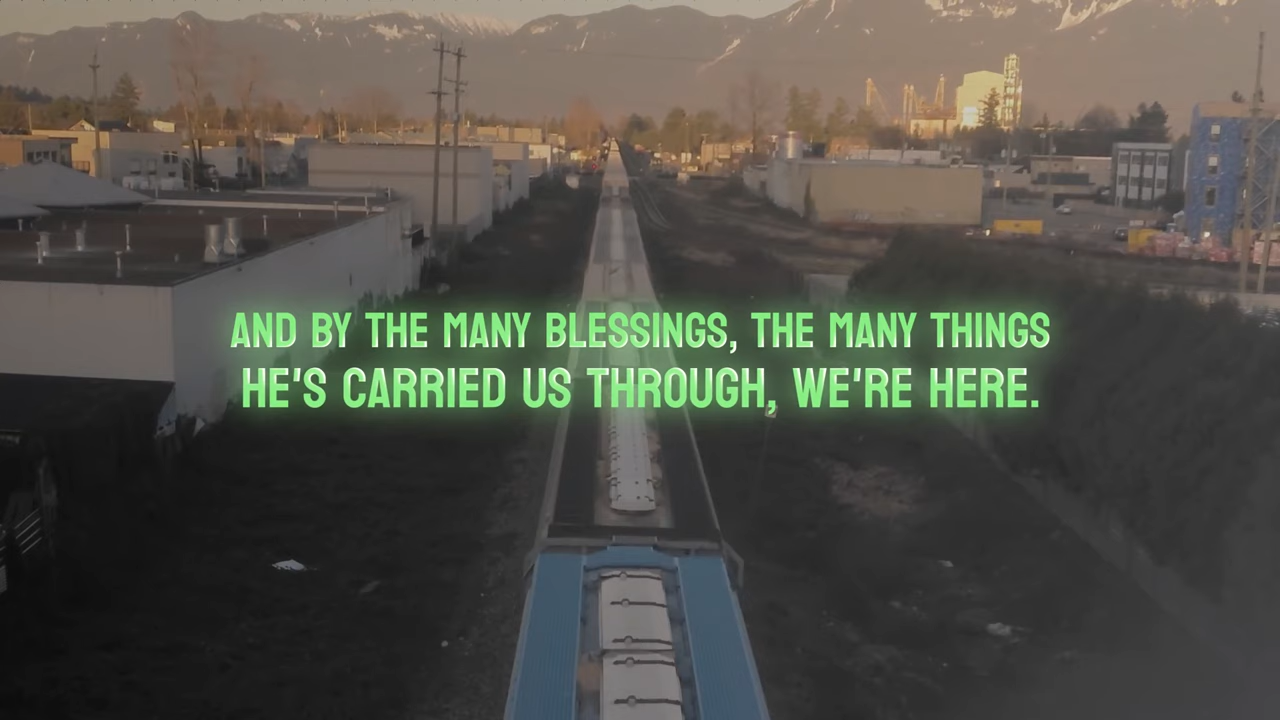 AND BY THE MANY BLESSINGS, THE MANY THINGS
HE'S CARRIED US THROUGH, WE'RE HERE.